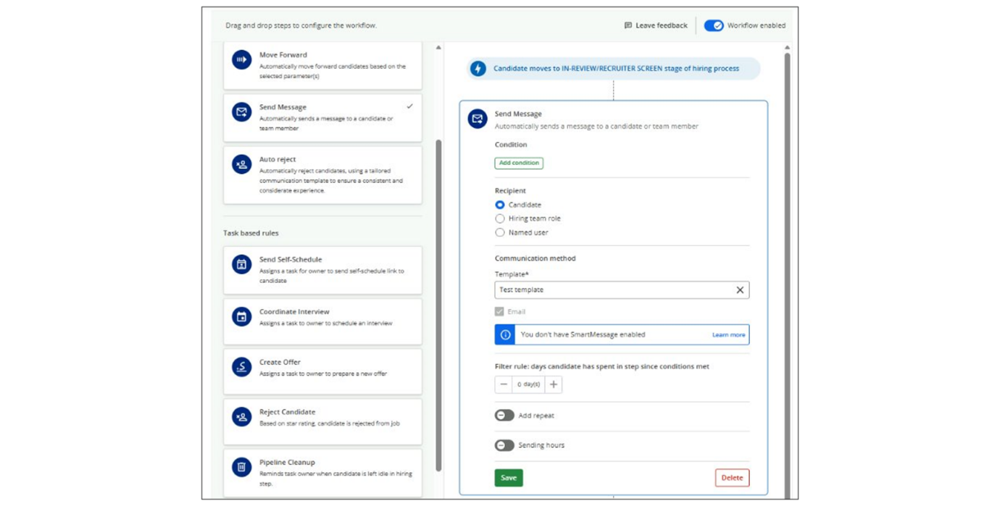 Drag and drop steps to configure the workflow.
Leave feedback
Workflow enabled
Move Forward
Automatically move forward candidates based on the
selected parameter(s)
Send Message
Automatically sends a message to a candidate or
team member
Auto reject
Automatically reject candidates, using a tailored
communication template to ensure a consistent and
considerate experience.
Task based rules
Send Self-Schedule
Assigns a task for owner to send self-schedule link to
candidate
Coordinate Interview
Assigns a task to owner to schedule an interview
Create Offer
Assigns a task to owner to prepare a new offer
Reject Candidate
Based on star rating, candidate is rejected from job
Pipeline Cleanup
Reminds task owner when candidate is left idle in hiring
step.
Candidate moves to IN-REVIEW/RECRUITER SCREEN stage of hiring process
Send Message
Automatically sends a message to a candidate or team member
Condition
Add condition
Recipient
Candidate
Hiring team role
Named user
Communication method
Template*
Test template
Email
You don't have SmartMessage enabled
Learn more
Filter rule: days candidate has spent in step since conditions met
0 day(s)
Add repeat
Sending hours
Save
Delete